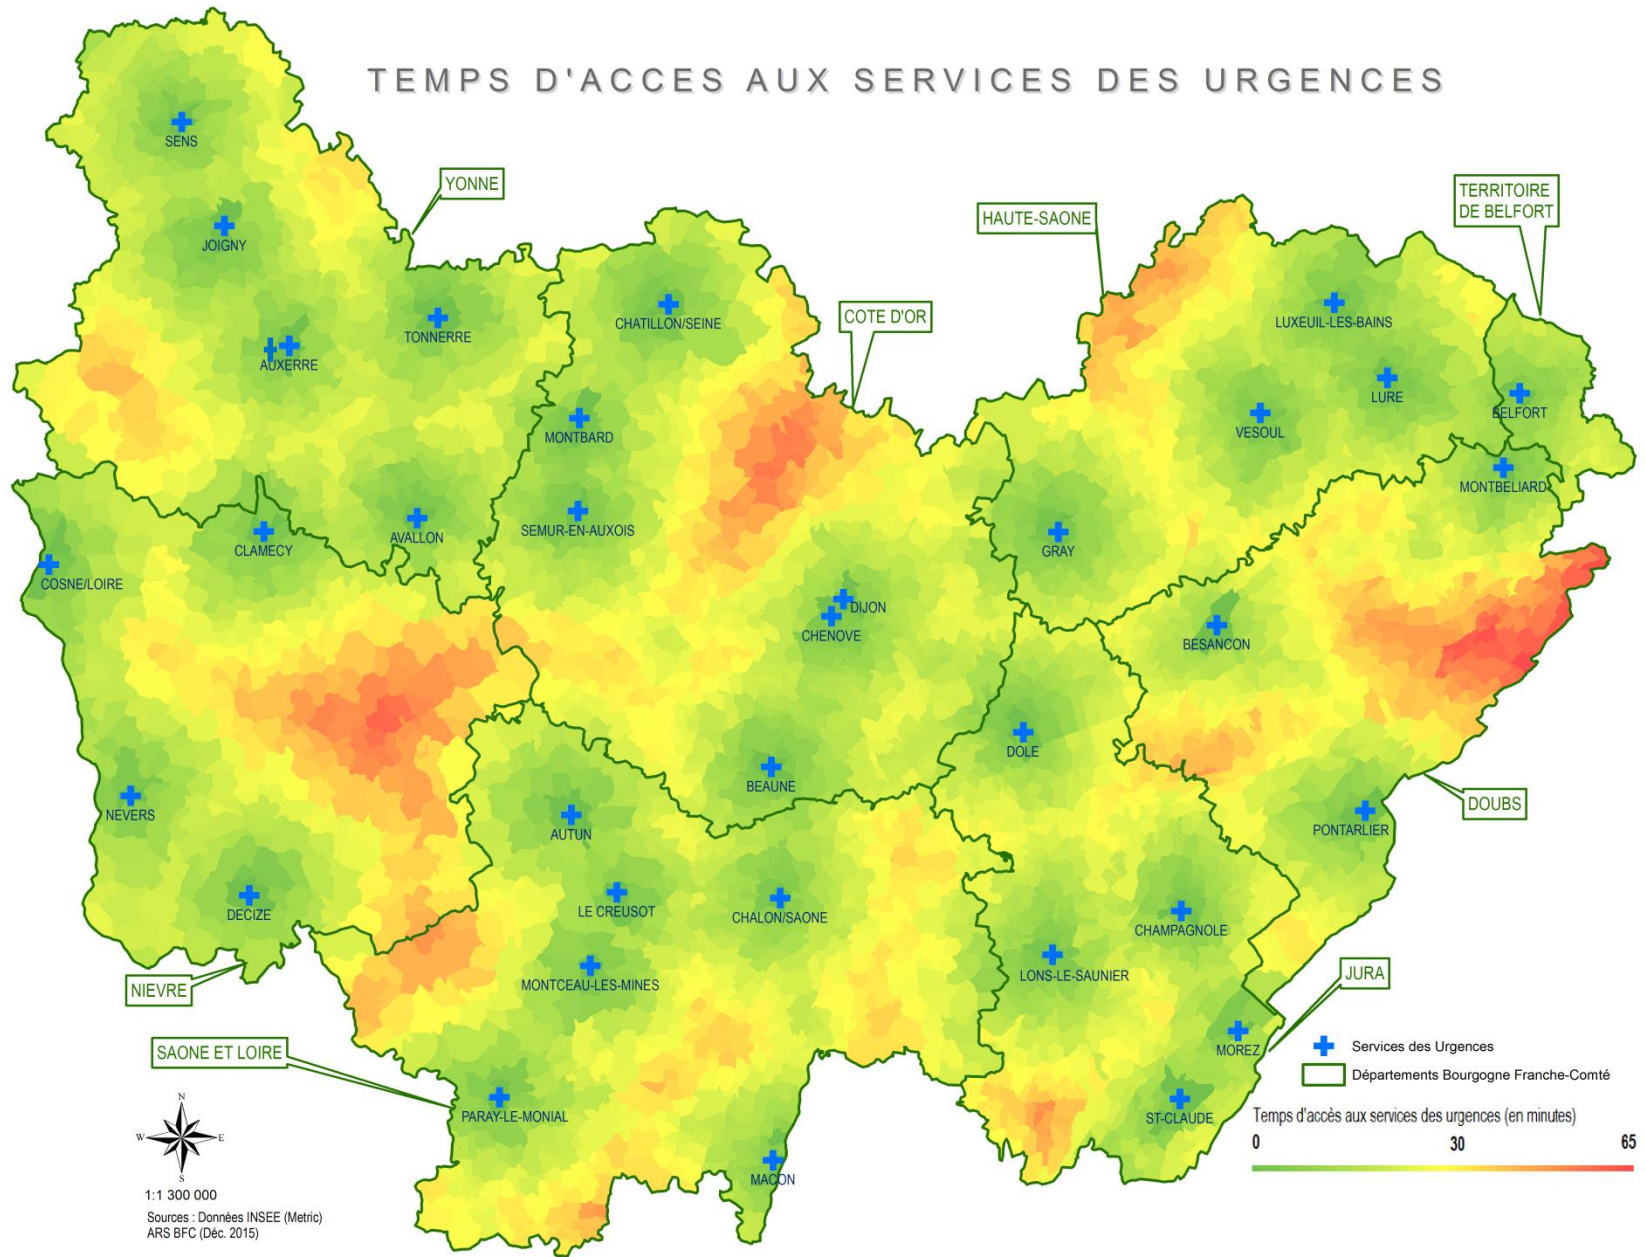 TEMPS D'ACCES AUX SERVICES DES URGENCES
SENS
YONNE
JOIGNY
AUXERRE
TONNERRE
CHATILLON/SEINE
COTE D'OR
HAUTE-SAONE
TERRITOIRE
DE BELFORT
LUXEUIL-LES-BAINS
LURE
BELFORT
VESOUL
MONTBELIARD
MONTBARD
SEMUR-EN-AUXOIS
AVALLON
CLAMECY
COSNE/LOIRE
GRAY
DIJON
CHENOVE
BESANCON
DOLE
BEAUNE
NEVERS
AUTUN
DECIZE
LE CREUSOT
CHALON/SAONE
PONTARLIER
DOUBS
CHAMPAGNOLE
LONS-LE-SAUNIER
MONTCEAU-LES-MINES
NIEVRE
JURA
MOREZ
SAONE ET LOIRE
PARAY-LE-MONIAL
ST-CLAUDE
MACON
Services des Urgences
Départements Bourgogne Franche-Comté
Temps d'accès aux services des urgences (en minutes)
0 30 65
N
W E
S
1:1 300 000
Sources : Données INSEE (Metric)
ARS BFC (Déc. 2015)